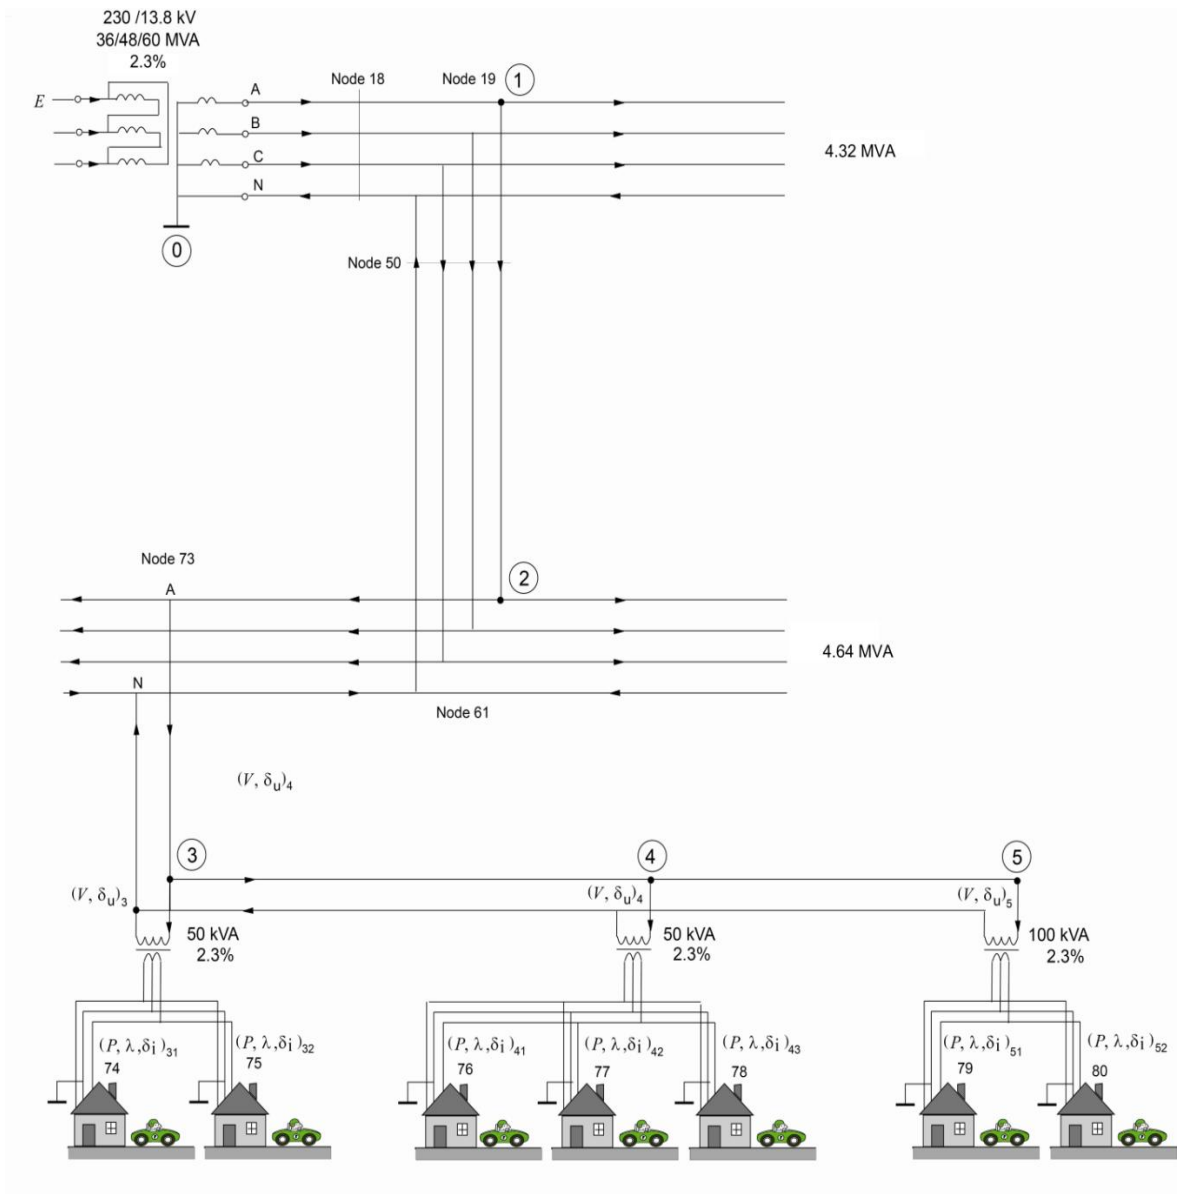 230 /13.8 kV
36/48/60 MVA
2.3%
E
A
B
C
N
Node 18
Node 19
1
4.32 MVA
0
Node 50
Node 73
A
2
4.64 MVA
N
Node 61
(V, δu)4
3
4
5
(V, δu)3
(V, δu)4
(V, δu)5
50 kVA
2.3%
50 kVA
2.3%
100 kVA
2.3%
(P, λ,δi)31
(P, λ,δi)32
(P, λ,δi)41
(P, λ,δi)42
(P, λ,δi)43
(P, λ,δi)51
(P, λ,δi)52
74
75
76
77
78
79
80